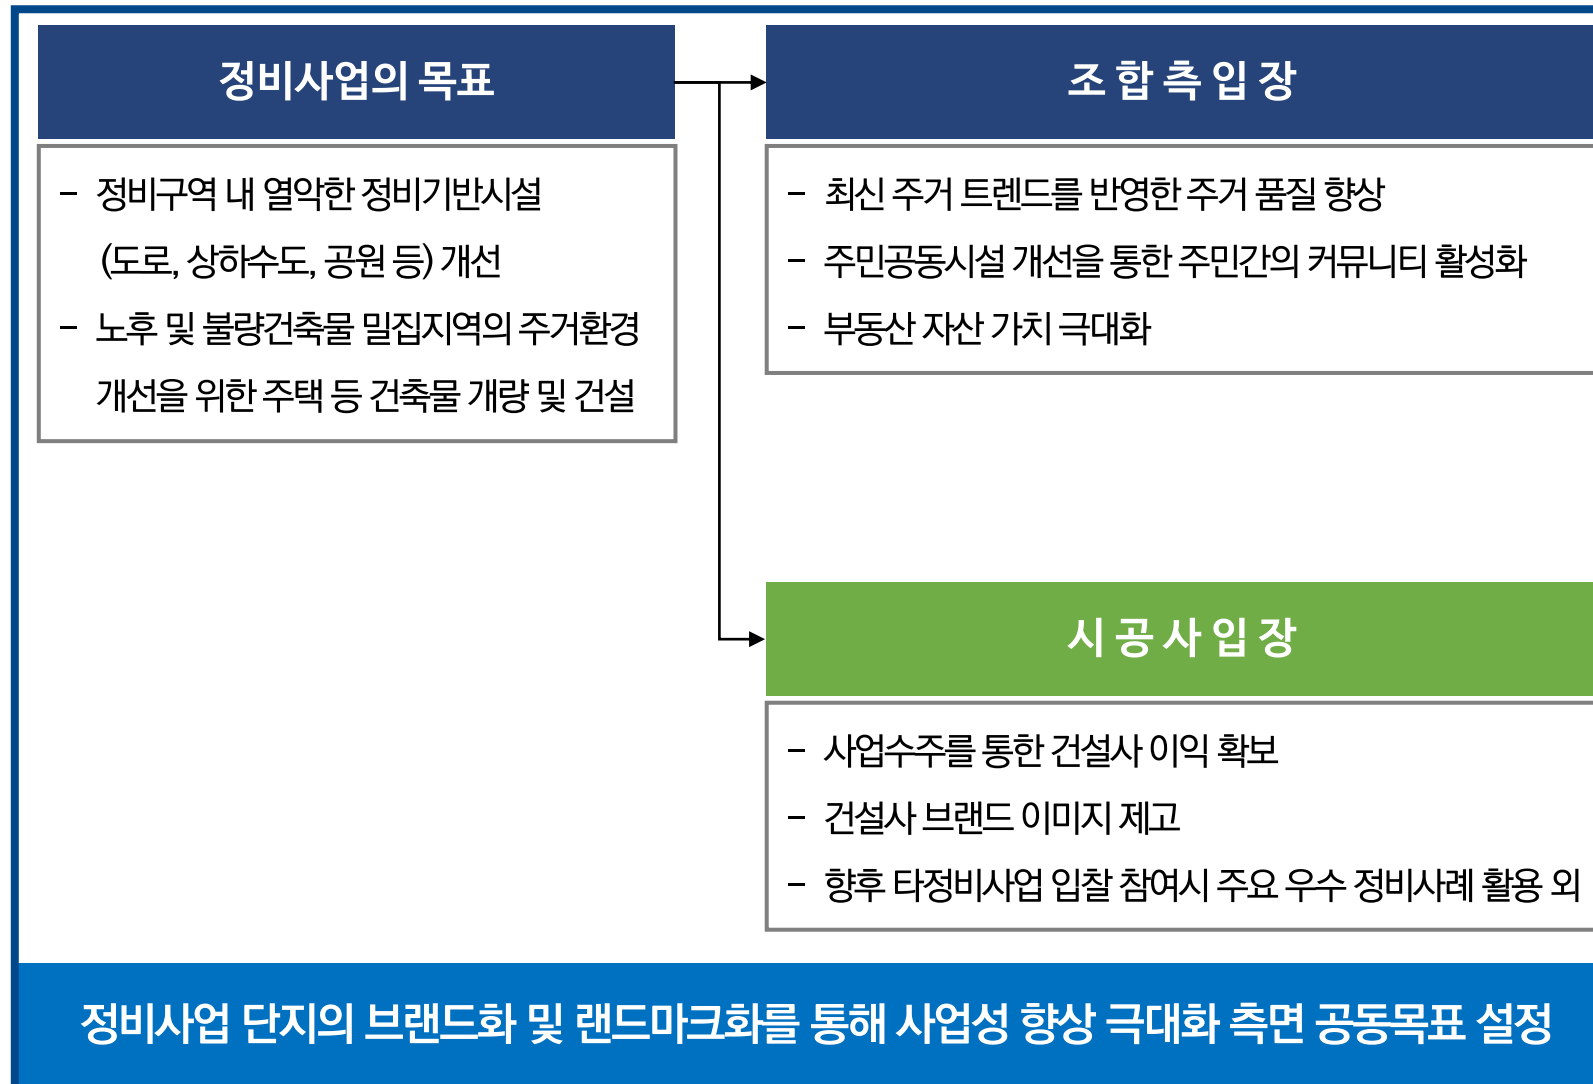 정비사업의 목표
- 정비구역 내 열악한 정비기반시설
(도로, 상하수도, 공원 등) 개선
- 노후 및 불량건축물 밀집지역의 주거환경
개선을 위한 주택 등 건축물 개량 및 건설
조 합 측 입 장
- 최신 주거 트렌드를 반영한 주거 품질 향상
- 주민공동시설 개선을 통한 주민간의 커뮤니티 활성화
- 부동산 자산 가치 극대화
시 공 사 입 장
- 사업수주를 통한 건설사 이익 확보
- 건설사 브랜드 이미지 제고
- 향후 타정비사업 입찰 참여시 주요 우수 정비사례 활용 외
정비사업 단지의 브랜드화 및 랜드마크화를 통해 사업성 향상 극대화 측면 공동목표 설정